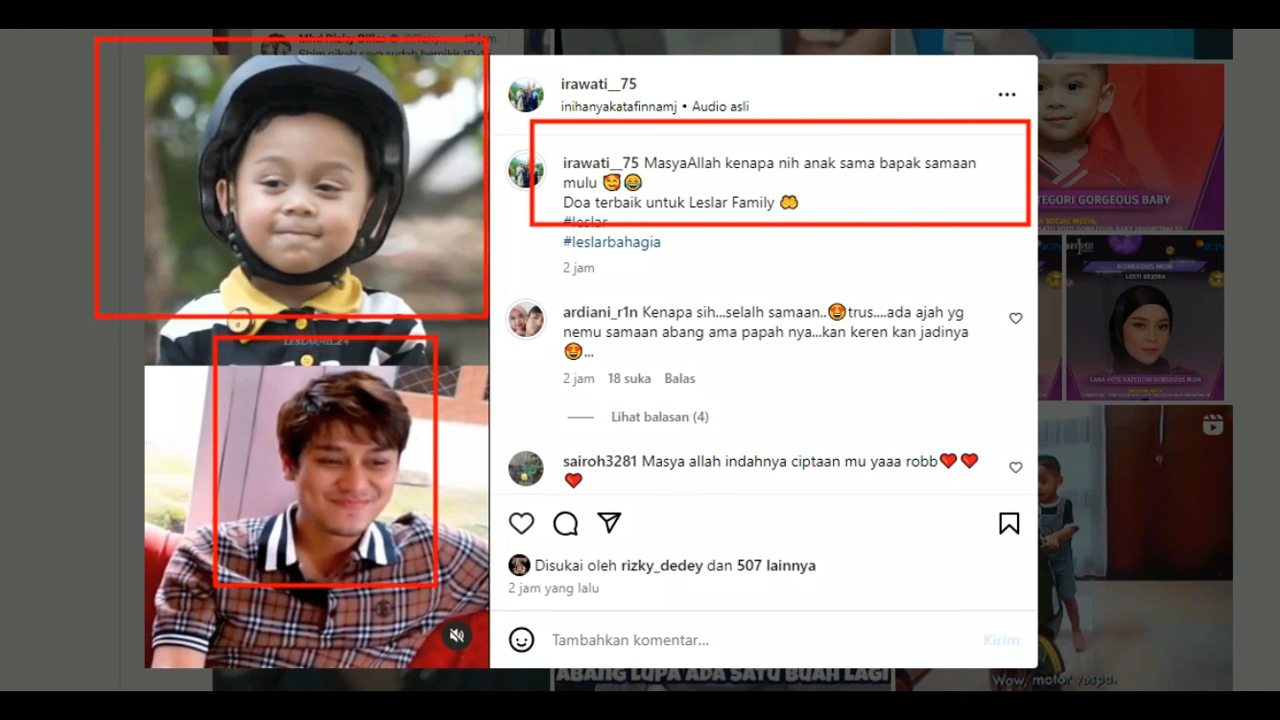 Mhd Rizky Billar
irawati__75
inihanyakatafinnamj • Audio asli
irawati__75 MasyaAllah kenapa nih anak sama bapak samaan
mulu 🥰😂
Doa terbaik untuk Leslar Family 🤲
#leslar
#leslarbahagia
2 jam
ardiani_r1n Kenapa sih...selalh samaan..🤩trus....ada ajah yg
nemu samaan abang ama papah nya...kan keren kan jadinya
🤩...
2 jam 18 suka Balas
Lihat balasan (4)
sairoh3281 Masya allah indahnya ciptaan mu yaaa robb❤️❤️
❤️
Disukai oleh rizky_dedey dan 507 lainnya
2 jam yang lalu
Tambahkan komentar...
Kirim
TEGORI GORGEOUS BABY
GORGEOUS MOM
LESTI KEJORA
CARA VOTE KATEGORI GORGEOUS MOM
ABANG LUPA ADA SATU BUAH LAGI
Wow, motor vespa.